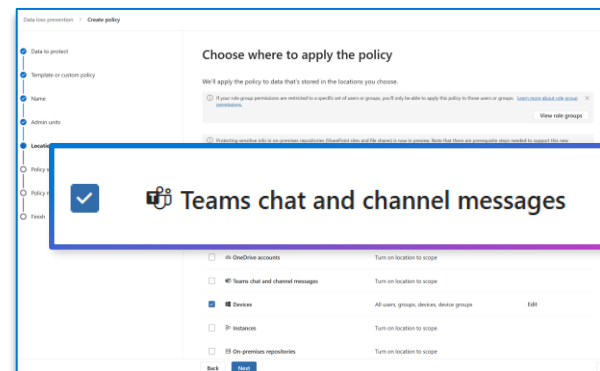 Data loss prevention > Create policy
Data to protect
Template or custom policy
Name
Admin units
Locatio
Policy
Policy
Finish
Choose where to apply the policy
We'll apply the policy to data that's stored in the locations you choose.
If your role group permissions are restricted to a specific set of users or groups, you'll only be able to apply this policy to those users or groups. Learn more about role group permissions.
View role groups
Protecting sensitive info in on-premises repositories (SharePoint sites and file shares) is now in preview. Note that there are prerequisite steps needed to support this new
Teams chat and channel messages
OneDrive accounts Turn on location to scope
Teams chat and channel messages Turn on location to scope
Devices All users, groups, devices, device groups Edit
Instances Turn on location to scope
On-premises repositories Turn on location to scope
Back Next